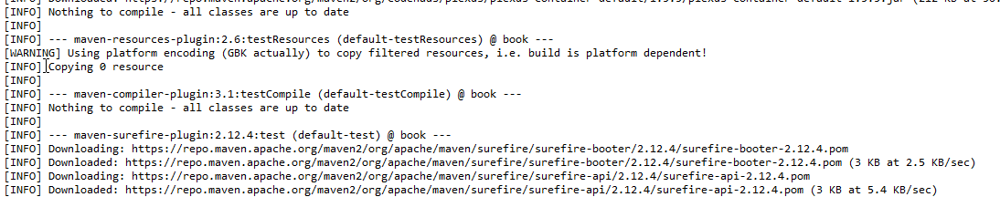 [INFO] Nothing to compile - all classes are up to date
[INFO]
[INFO] --- maven-resources-plugin:2.6:testResources (default-testResources) @ book ---
[WARNING] Using platform encoding (GBK actually) to copy filtered resources, i.e. build is platform dependent!
[INFO] Copying 0 resource
[INFO]
[INFO] --- maven-compiler-plugin:3.1:testCompile (default-testCompile) @ book ---
[INFO] Nothing to compile - all classes are up to date
[INFO]
[INFO] --- maven-surefire-plugin:2.12.4:test (default-test) @ book ---
[INFO] Downloading: https://repo.maven.apache.org/maven2/org/apache/maven/surefire/surefire-booter/2.12.4/surefire-booter-2.12.4.pom
[INFO] Downloaded: https://repo.maven.apache.org/maven2/org/apache/maven/surefire/surefire-booter/2.12.4/surefire-booter-2.12.4.pom (3 KB at 2.5 KB/sec)
[INFO] Downloading: https://repo.maven.apache.org/maven2/org/apache/maven/surefire/surefire-api/2.12.4/surefire-api-2.12.4.pom
[INFO] Downloaded: https://repo.maven.apache.org/maven2/org/apache/maven/surefire/surefire-api/2.12.4/surefire-api-2.12.4.pom (3 KB at 5.4 KB/sec)